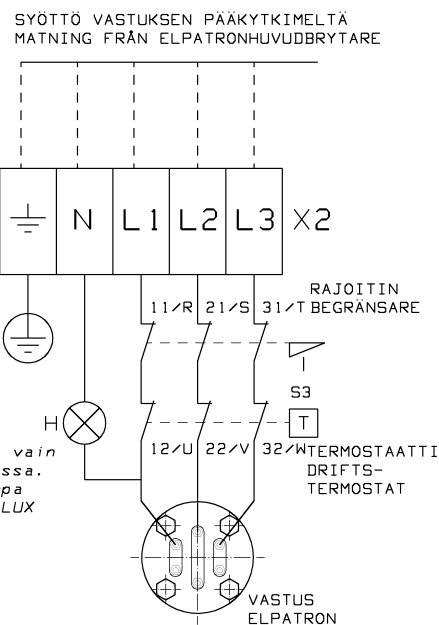 SYÖTTÖ VASTUKSEN PÄÄKYTKIMELTÄ
MATNING FRÅN ELPATRONHUVUDBRYTARE
N L1 L2 L3 X2
11/R 21/S 31/T RAJOITIN
BEGRÄNSARE
S3
H T
12/U 22/V 32/W TERMOSTAATTI
DRIFTS-
TERMOSTAT
vain
ssa.
pa
LUX
VASTUS
ELPATRON